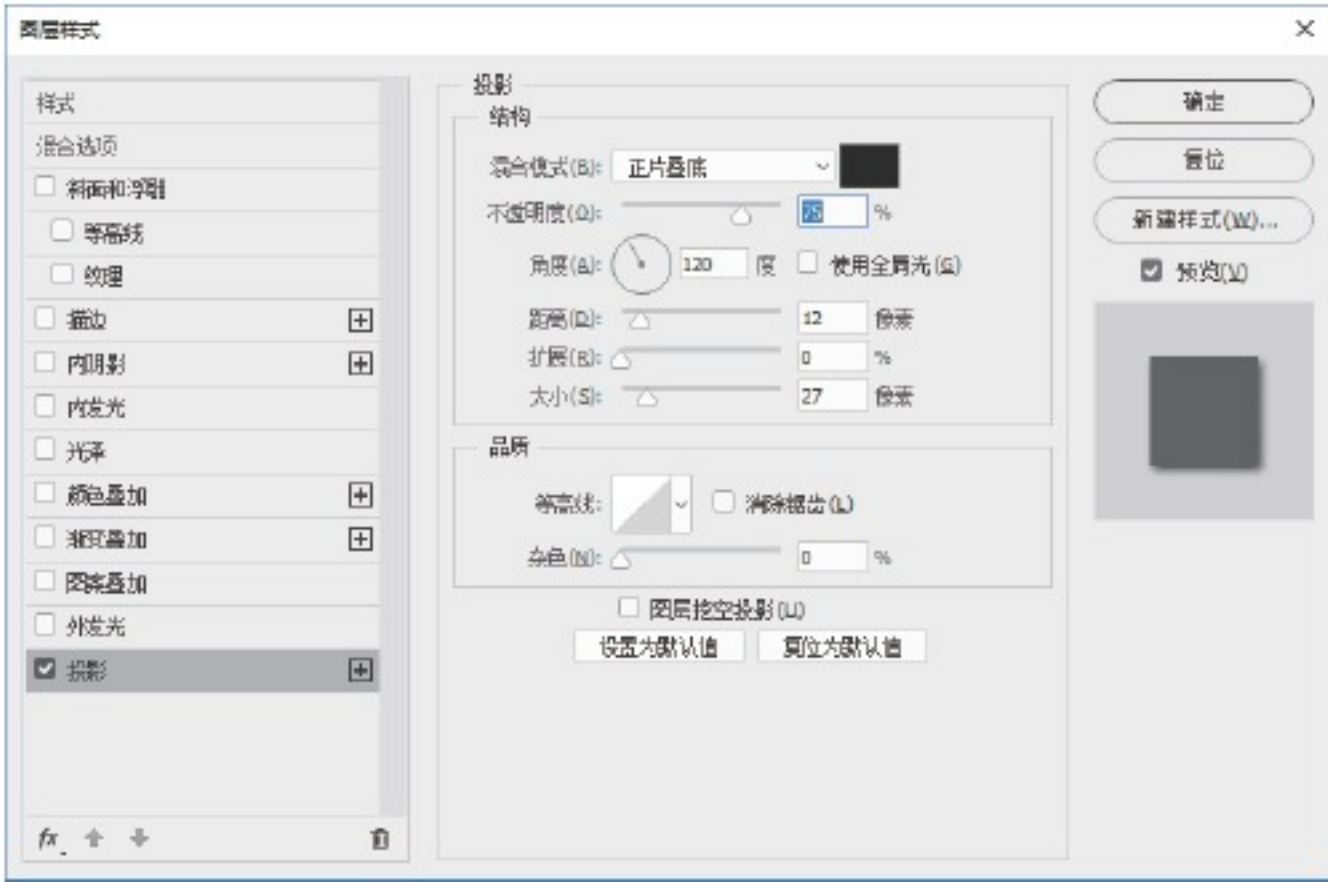 图层样式
样式
混合选项
斜面和浮雕
等高线
纹理
描边
内阴影
内发光
光泽
颜色叠加
渐变叠加
图案叠加
外发光
投影
fx
投影
结构
混合模式(B): 正片叠底
不透明度(O): 75 %
角度(A): 120 度 使用全局光(G)
距离(D): 12 像素
扩展(R): 0 %
大小(S): 27 像素
品质
等高线: 消除锯齿(L)
杂色(N): 0 %
图层挖空投影(U)
设置为默认值 复位为默认值
确定
复位
新建样式(W)...
预览(V)